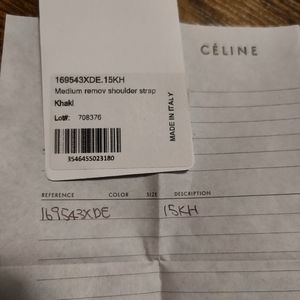 169543XDE.15KH
Medium remov shoulder strap
Khaki
Lot#: 708376
MADE IN ITALY
3546455023180
CÉLINE
REFERENCE COLOR SIZE DESCRIPTION
169543XDE 15KH